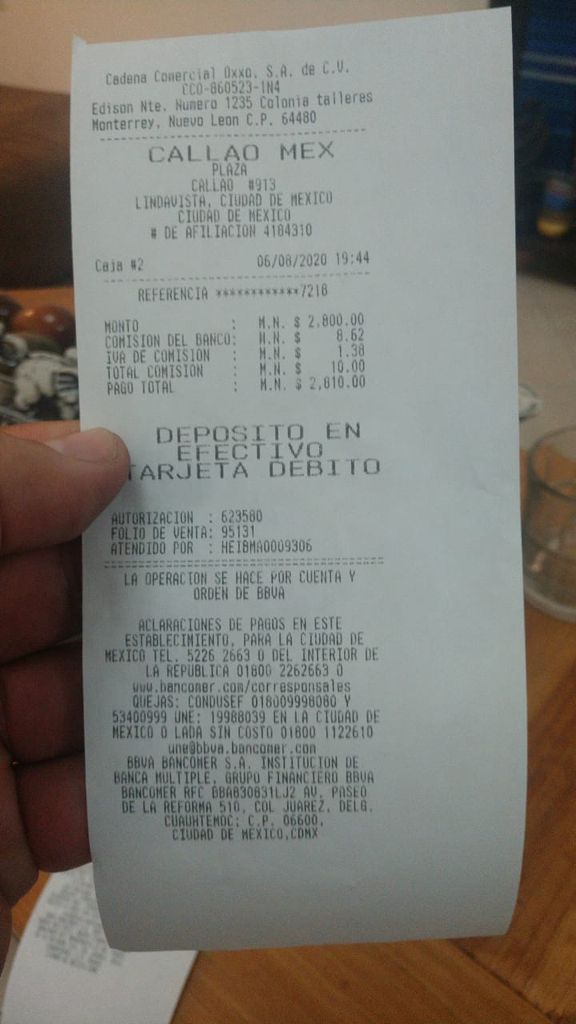 Cadena Comercial Oxxo, S.A. de C.V.
CCO-860523-1N4
Edison Nte. Numero 1235 Colonia talleres
Monterrey, Nuevo Leon C.P. 64480
CALLAO MEX
PLAZA
CALLAO #913
LINDAVISTA, CIUDAD DE MEXICO
CIUDAD DE MEXICO
# DE AFILIACION 4184310
Caja #2 06/08/2020 19:44
REFERENCIA ************7218
MONTO : M.N. $ 2,800.00
COMISION DEL BANCO: M.N. $ 8.62
IVA DE COMISION : M.N. $ 1.38
TOTAL COMISION : M.N. $ 10.00
PAGO TOTAL : M.N. $ 2,810.00
DEPOSITO EN
EFECTIVO
TARJETA DEBITO
AUTORIZACION : 623580
FOLIO DE VENTA: 95131
ATENDIDO POR : HEIBMA0009306
LA OPERACION SE HACE POR CUENTA Y
ORDEN DE BBVA
ACLARACIONES DE PAGOS EN ESTE
ESTABLECIMIENTO, PARA LA CIUDAD DE
MEXICO TEL. 5226 2663 O DEL INTERIOR DE
LA REPUBLICA 01800 2262663 O
www.bancomer.com/corresponsales
QUEJAS: CONDUSEF 018009998080 Y
53400999 UNE: 19988039 EN LA CIUDAD DE
MEXICO O LADA SIN COSTO 01800 1122610
une@bbva.bancomer.com
BBVA BANCOMER S.A. INSTITUCION DE
BANCA MULTIPLE, GRUPO FINANCIERO BBVA
BANCOMER RFC BBA830831LJ2 AV. PASEO
DE LA REFORMA 510, COL JUAREZ, DELG.
CUAUHTEMOC; C.P. 06600,
CIUDAD DE MEXICO,CDMX